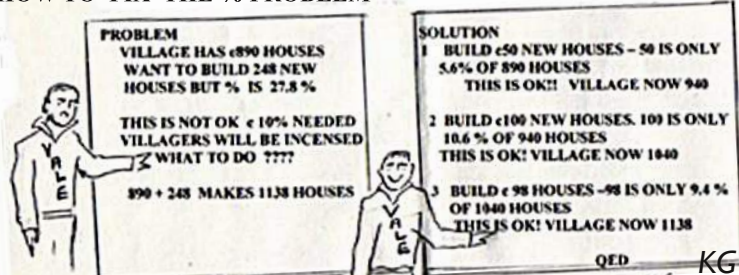 HOW TO "FIX" THE % PROBLEM
PROBLEM
VILLAGE HAS c890 HOUSES
WANT TO BUILD 248 NEW
HOUSES BUT % IS 27.8 %
THIS IS NOT OK c 10% NEEDED
VILLAGERS WILL BE INCENSED
WHAT TO DO ????
890 + 248 MAKES 1138 HOUSES
VALE
SOLUTION
1 BUILD c50 NEW HOUSES – 50 IS ONLY
5.6% OF 890 HOUSES
THIS IS OK!! VILLAGE NOW 940
2 BUILD c100 NEW HOUSES. 100 IS ONLY
10.6 % OF 940 HOUSES
THIS IS OK! VILLAGE NOW 1040
3 BUILD c 98 HOUSES –98 IS ONLY 9.4 %
OF 1040 HOUSES
THIS IS OK! VILLAGE NOW 1138
QED
VALE
KG